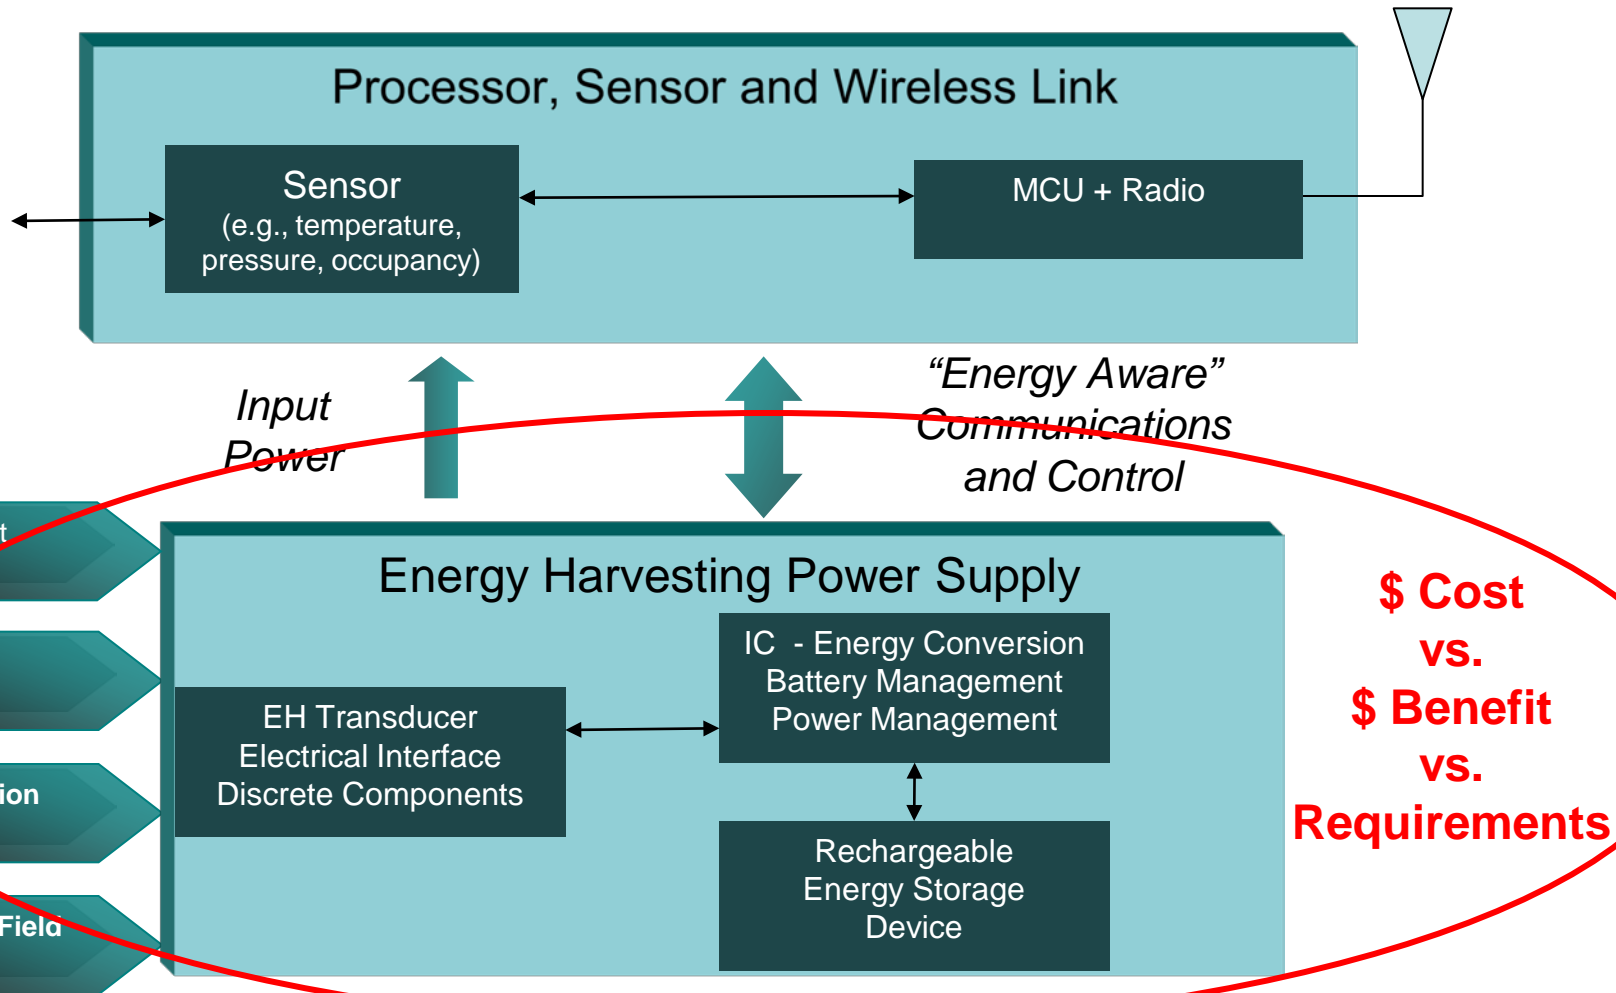 Processor, Sensor and Wireless Link
Sensor
(e.g., temperature,
pressure, occupancy)
MCU + Radio
Input
Power
“Energy Aware”
Communications
and Control
Energy Harvesting Power Supply
IC - Energy Conversion
Battery Management
Power Management
EH Transducer
Electrical Interface
Discrete Components
Rechargeable
Energy Storage
Device
Field
$ Cost
vs.
$ Benefit
vs.
Requirements